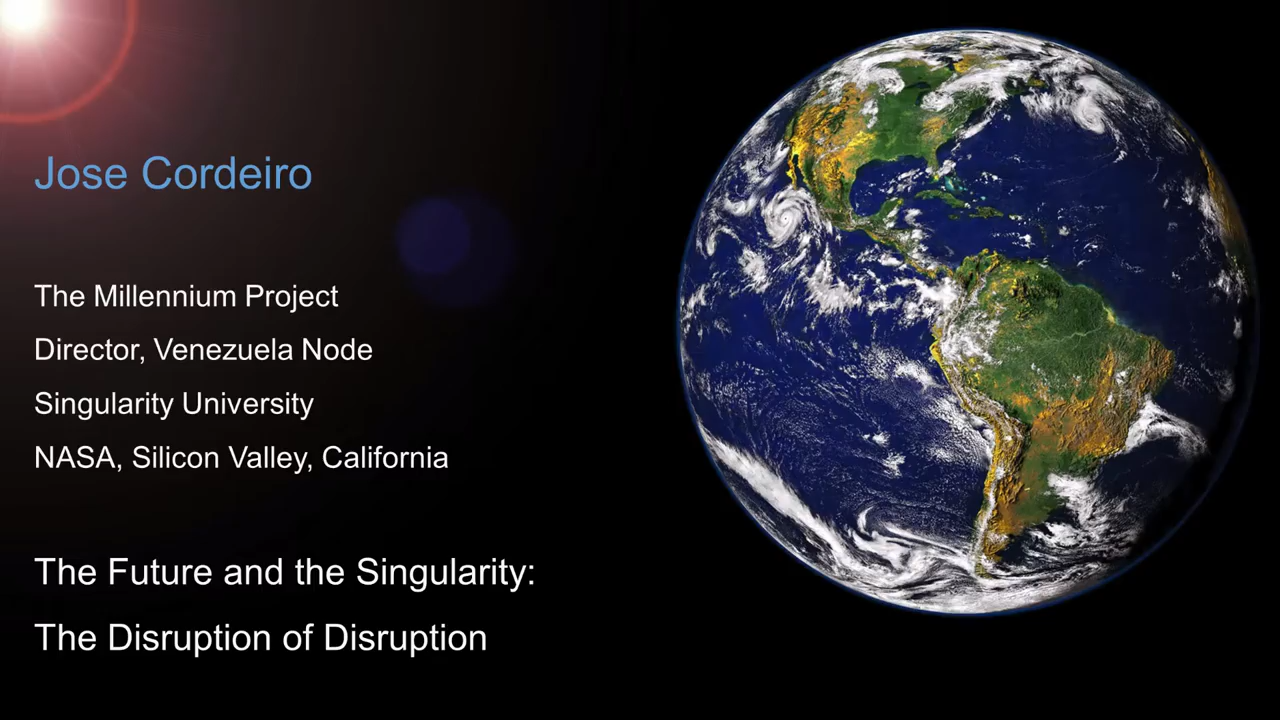 Jose Cordeiro
The Millennium Project
Director, Venezuela Node
Singularity University
NASA, Silicon Valley, California
The Future and the Singularity:
The Disruption of Disruption